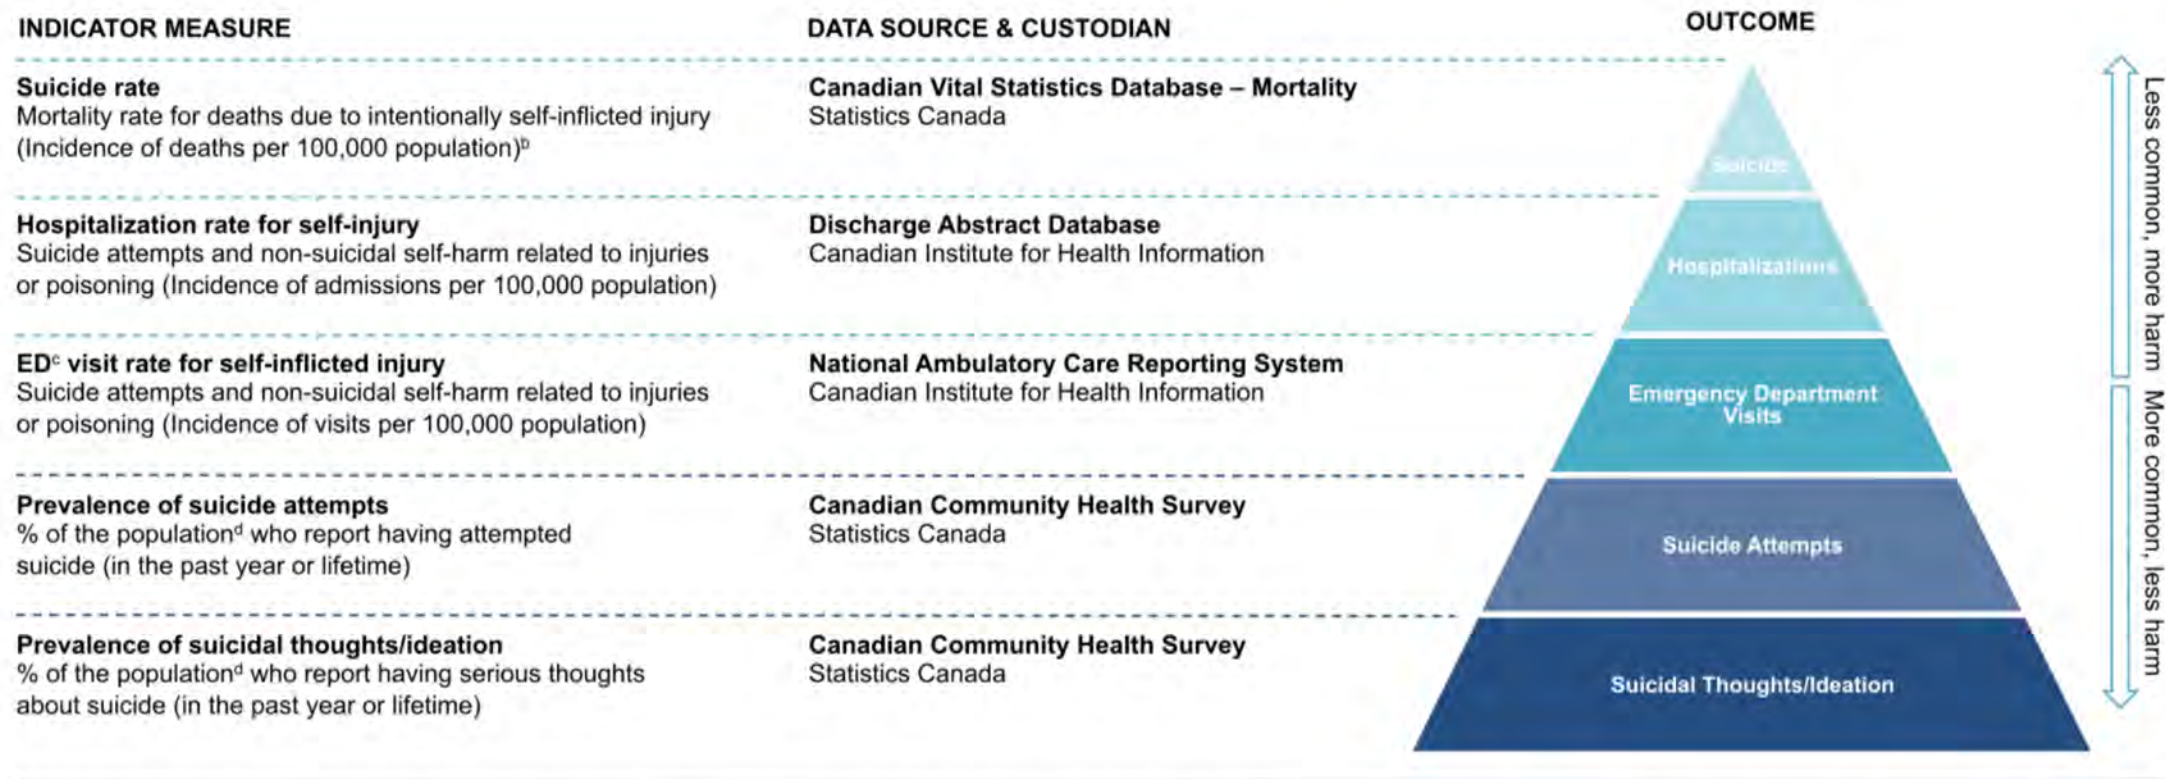 INDICATOR MEASURE
DATA SOURCE & CUSTODIAN
OUTCOME
Suicide rate
Mortality rate for deaths due to intentionally self-inflicted injury
(Incidence of deaths per 100,000 population)ᵇ
Canadian Vital Statistics Database – Mortality
Statistics Canada
Suicide
Hospitalization rate for self-injury
Suicide attempts and non-suicidal self-harm related to injuries
or poisoning (Incidence of admissions per 100,000 population)
Discharge Abstract Database
Canadian Institute for Health Information
Hospitalizations
EDᶜ visit rate for self-inflicted injury
Suicide attempts and non-suicidal self-harm related to injuries
or poisoning (Incidence of visits per 100,000 population)
National Ambulatory Care Reporting System
Canadian Institute for Health Information
Emergency Department
Visits
Prevalence of suicide attempts
% of the populationᵈ who report having attempted
suicide (in the past year or lifetime)
Canadian Community Health Survey
Statistics Canada
Suicide Attempts
Prevalence of suicidal thoughts/ideation
% of the populationᵈ who report having serious thoughts
about suicide (in the past year or lifetime)
Canadian Community Health Survey
Statistics Canada
Suicidal Thoughts/Ideation
Less common, more harm
More common, less harm